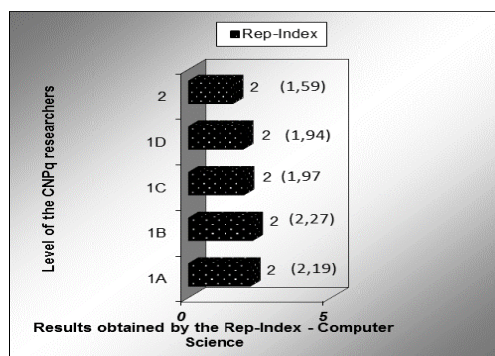 Rep-Index
Level of the CNPq researchers
2 2 (1,59)
1D 2 (1,94)
1C 2 (1,97
1B 2 (2,27)
1A 2 (2,19)
0 5
Results obtained by the Rep-Index - Computer
Science